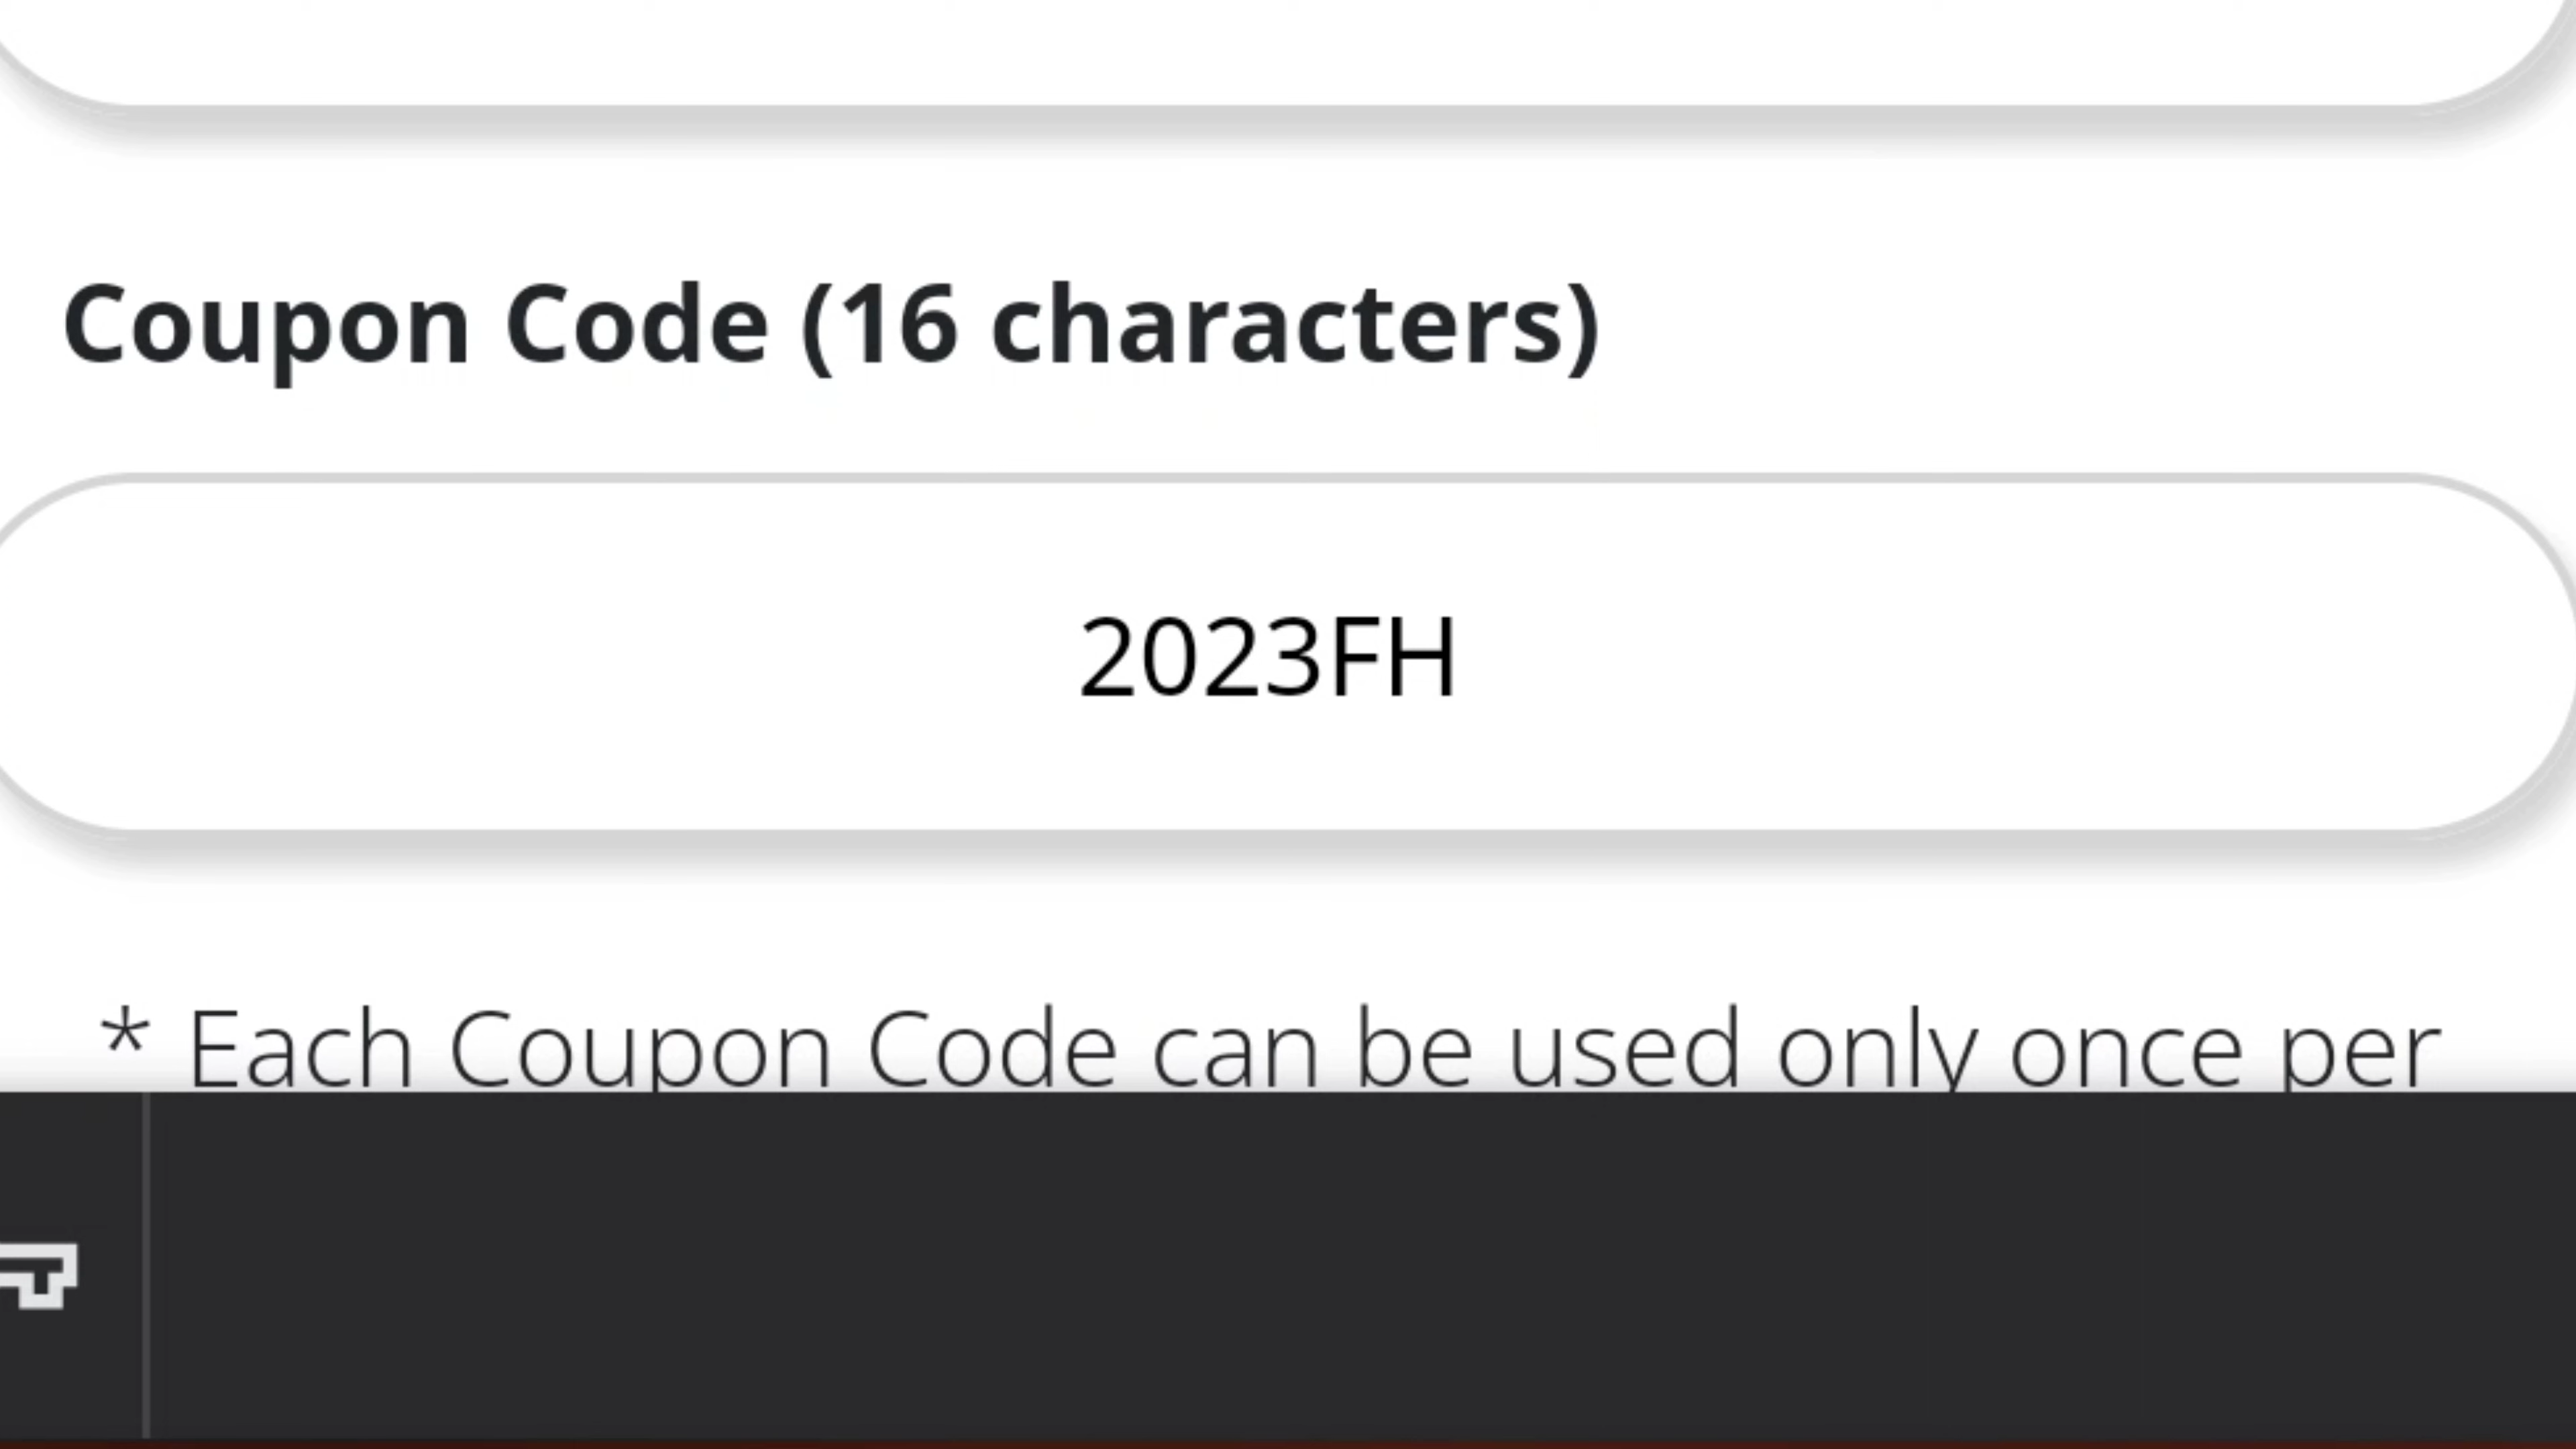 Coupon Code (16 characters)
2023FH
* Each Coupon Code can be used only once per